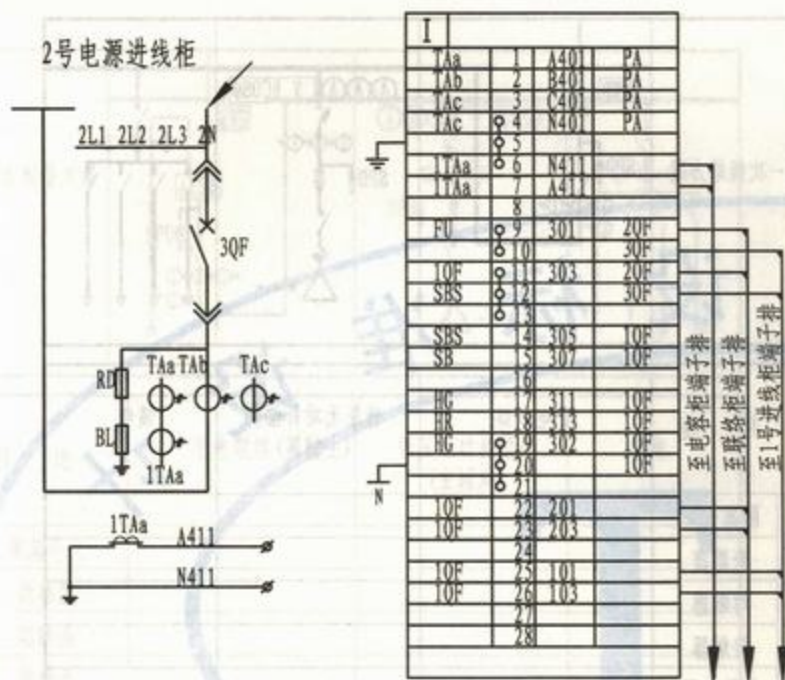 2号电源进线柜
2L1 2L2 2L3 2N
3QF
RD
TAa TAb TAc
BL
1TAa
1TAa
A411
N411
I
TAa 1 A401 PA
TAb 2 B401 PA
TAc 3 C401 PA
TAc 4 N401 PA
5
1TAa 6 N411
1TAa 7 A411
8
FU 9 301 2QF
10 3QF
1QF 11 303 2QF
SBS 12 3QF
13
SBS 14 305 1QF
SB 15 307 1QF
16
HG 17 311 1QF
HR 18 313 1QF
HG 19 302 1QF
20 1QF
21
1QF 22 201
1QF 23 203
24
1QF 25 101
1QF 26 103
27
28
N
至电容柜端子排
至联络柜端子排
至1号进线柜端子排